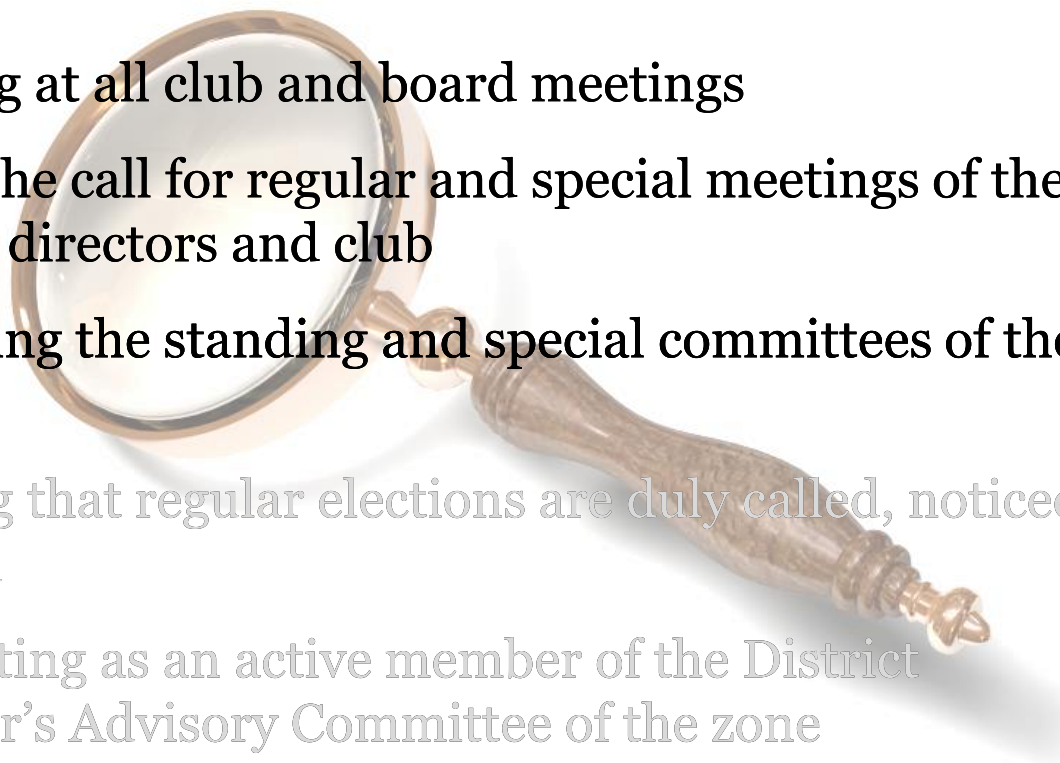 g at all club and board meetings
he call for regular and special meetings of the
directors and club
ing the standing and special committees of the
g that regular elections are duly called, noticed
ting as an active member of the District
r's Advisory Committee of the zone